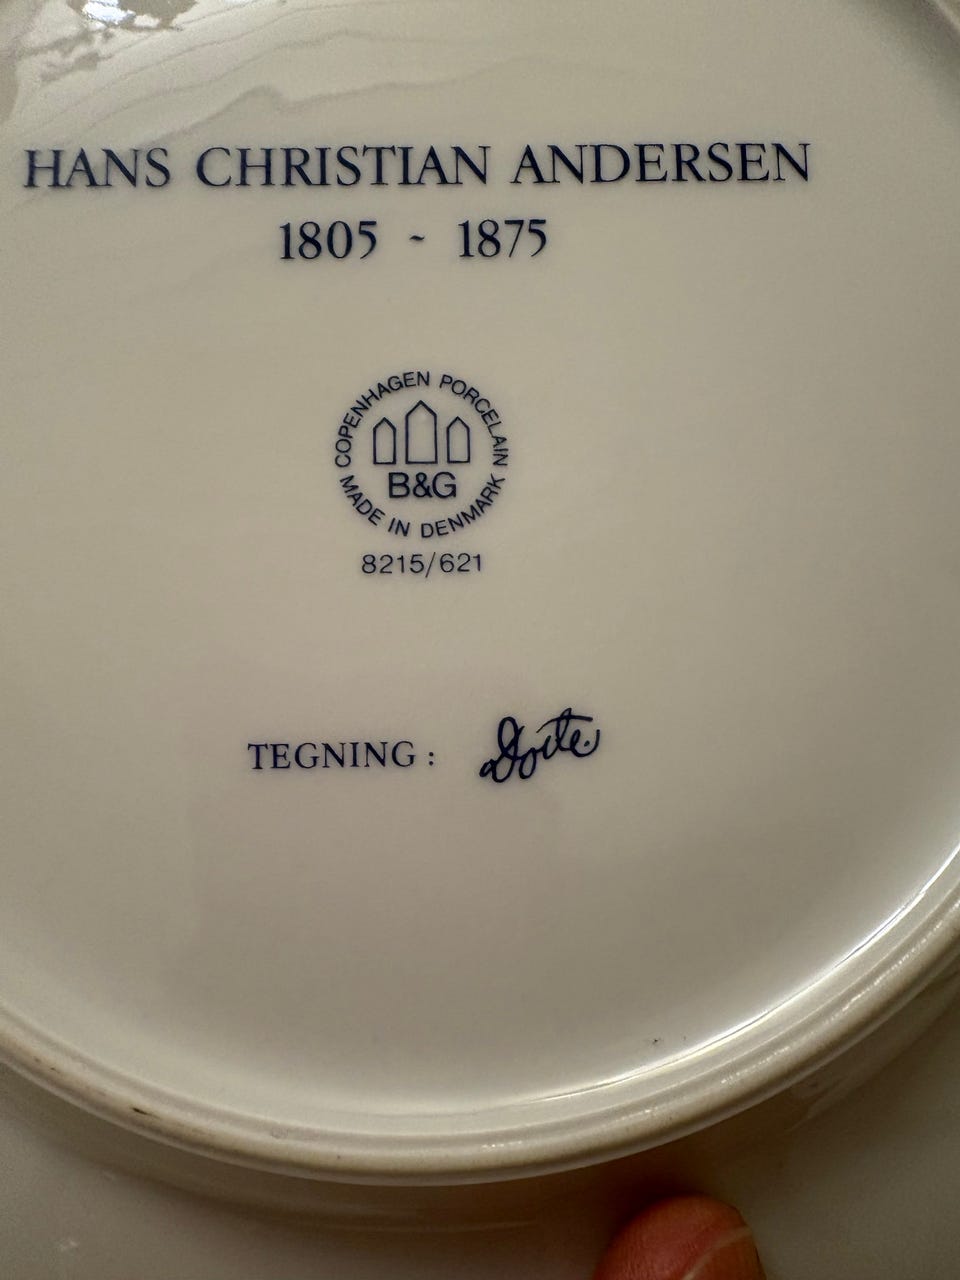 HANS CHRISTIAN ANDERSEN
1805 - 1875
COPENHAGEN PORCELAIN
B&G
MADE IN DENMARK
8215/621
TEGNING: